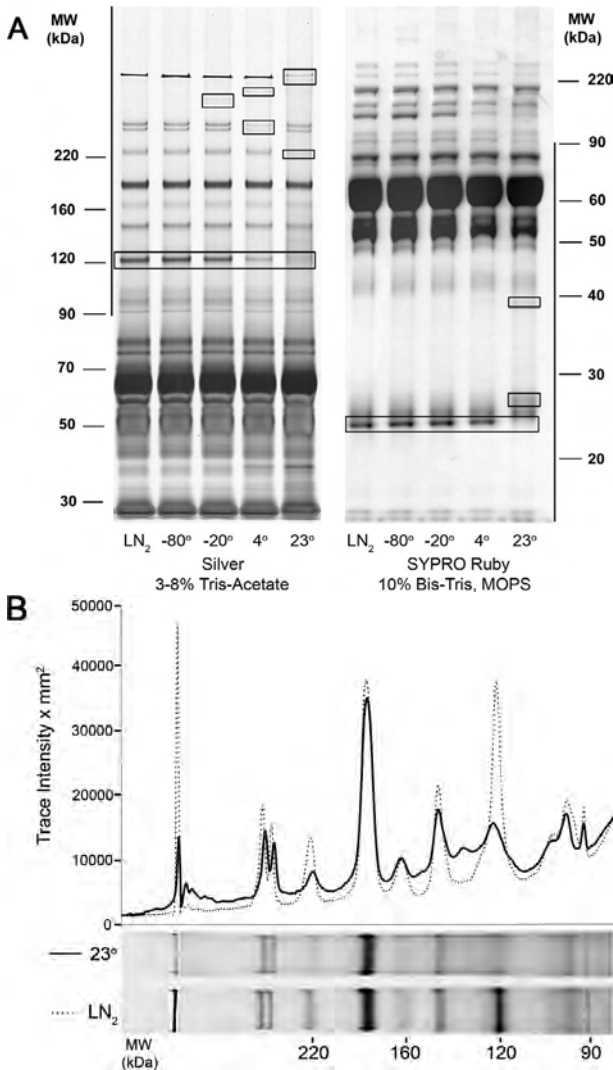 A
MW
(kDa)
220
160
120
90
70
50
30
LN2 -80° -20° 4° 23°
Silver
3-8% Tris-Acetate
MW
(kDa)
220
90
60
50
40
30
20
LN2 -80° -20° 4° 23°
SYPRO Ruby
10% Bis-Tris, MOPS
B
Trace Intensity x mm²
50000
40000
30000
20000
10000
0
23°
LN2
MW
(kDa)
220 160 120 90